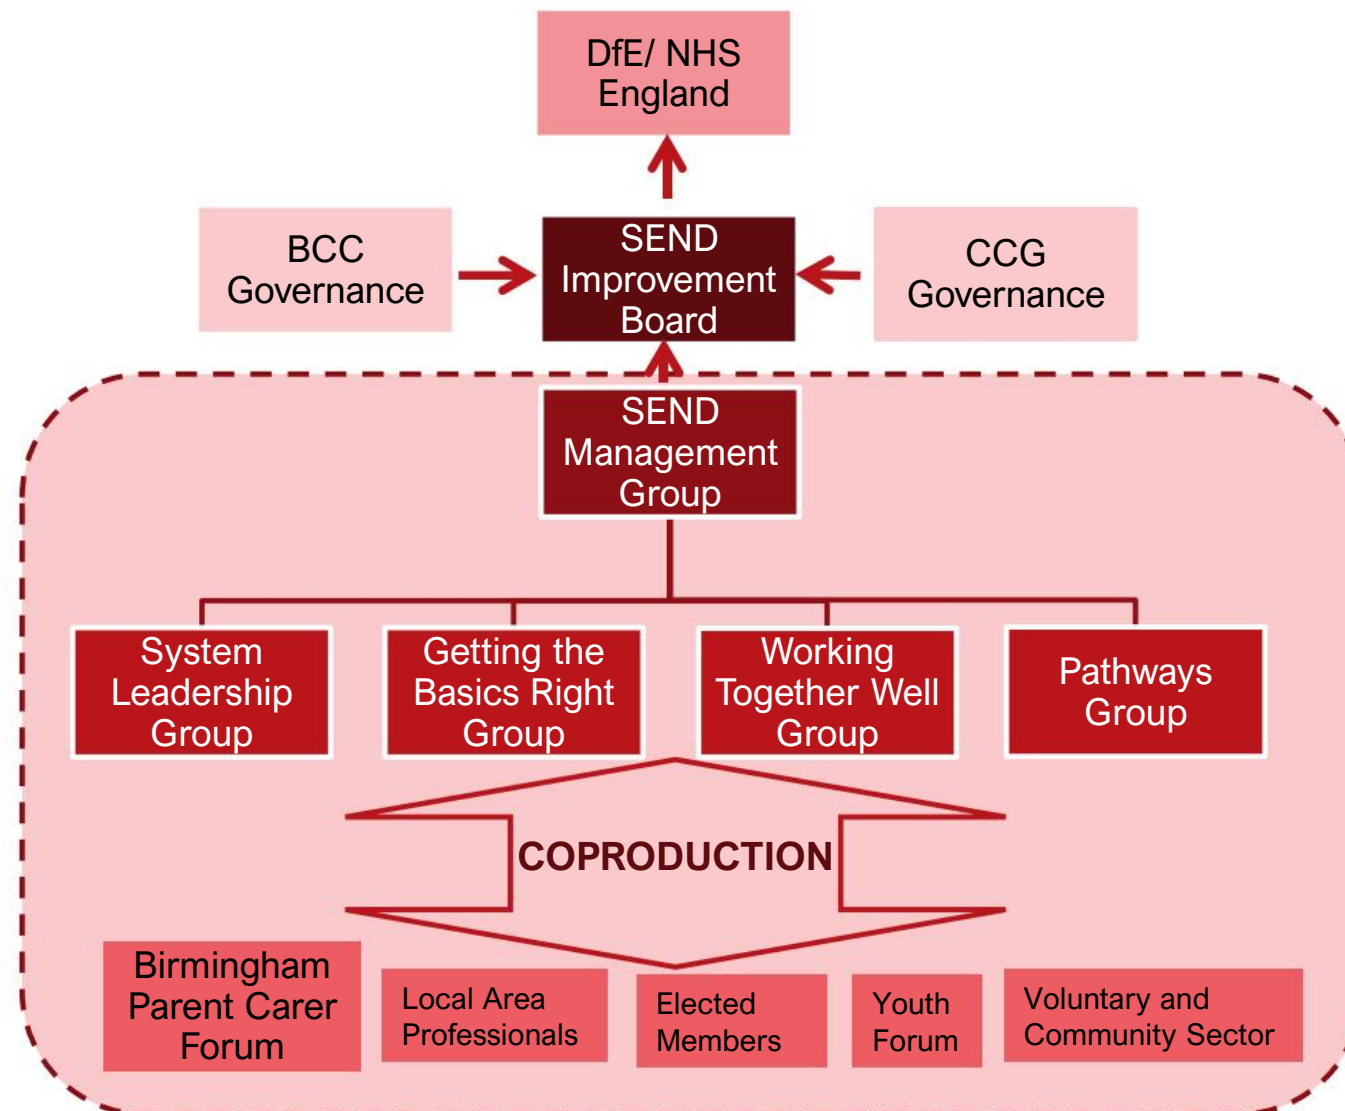 DfE/ NHS
England
BCC
Governance
SEND
Improvement
Board
CCG
Governance
SEND
Management
Group
System
Leadership
Group
Getting the
Basics Right
Group
Working
Together Well
Group
Pathways
Group
COPRODUCTION
Birmingham
Parent Carer
Forum
Local Area
Professionals
Elected
Members
Youth
Forum
Voluntary and
Community Sector